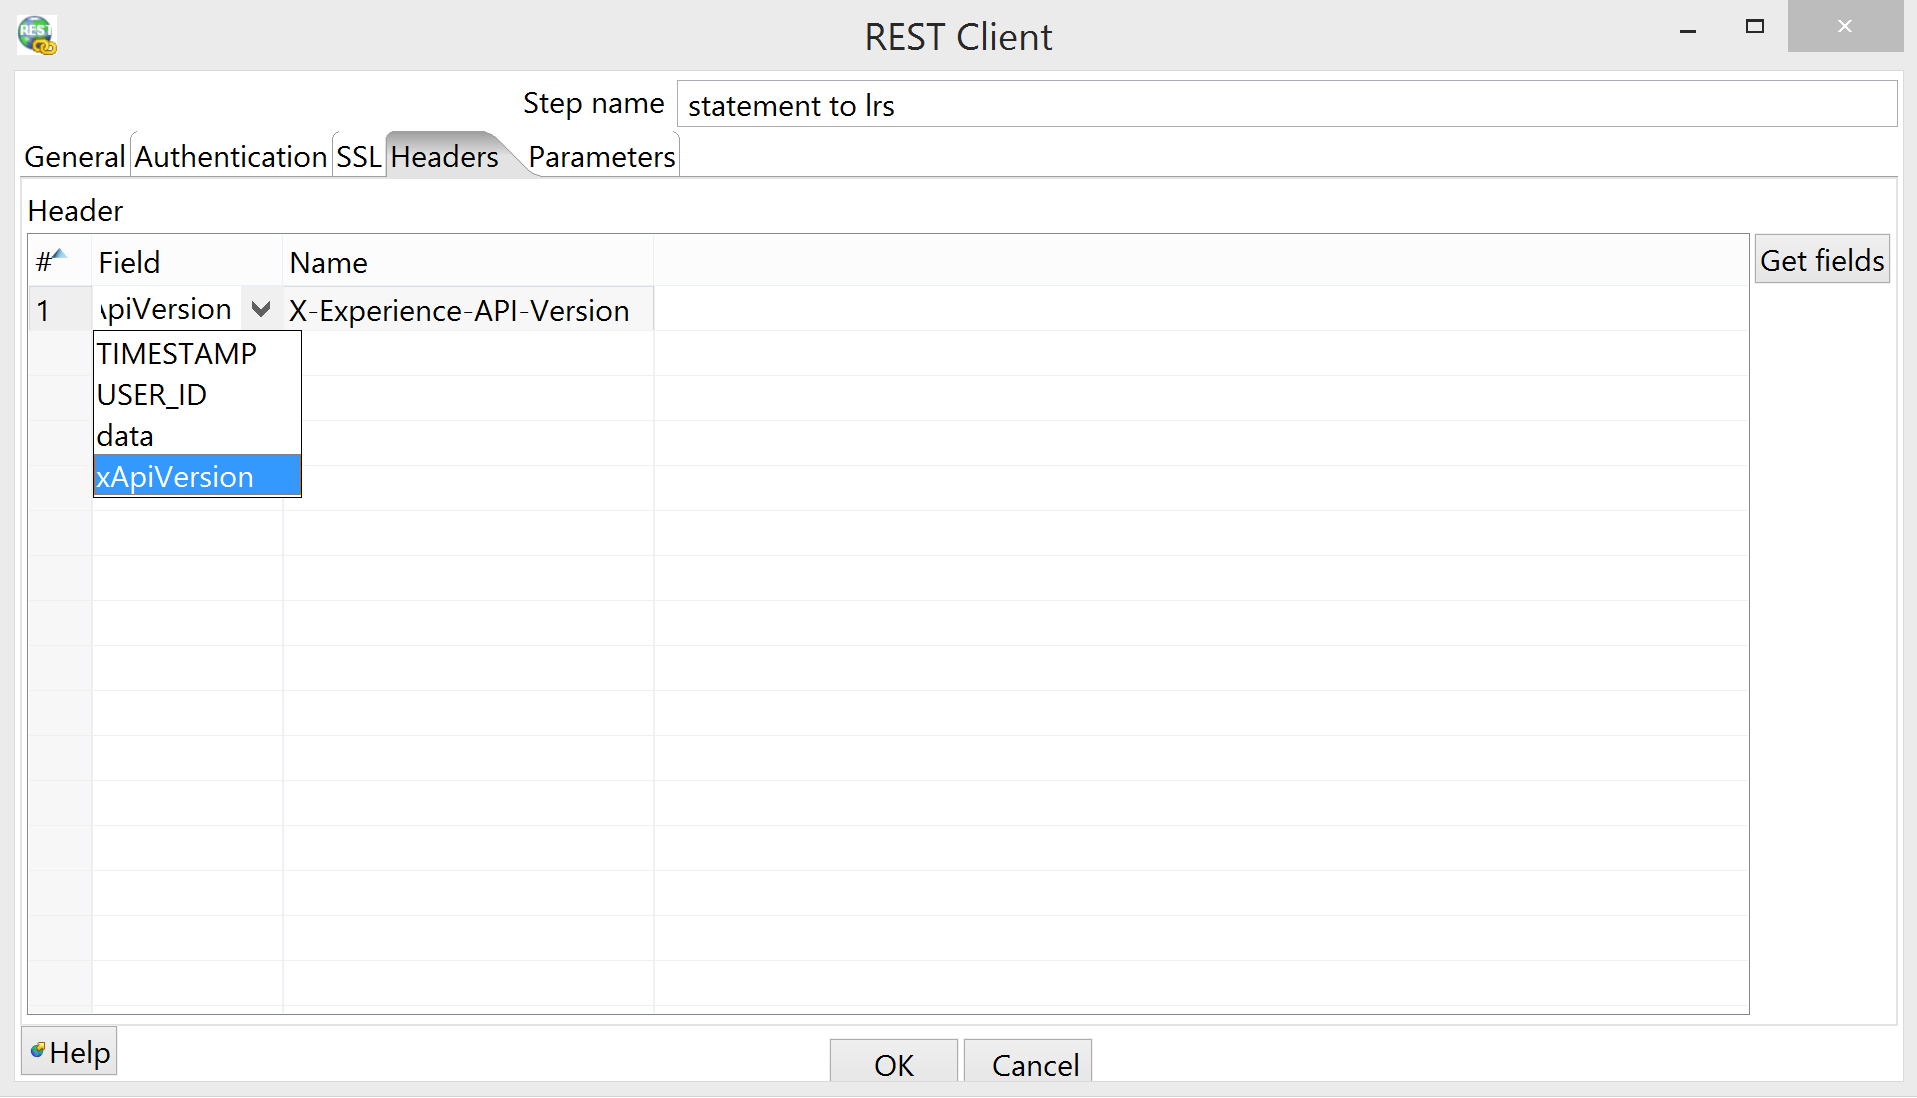 REST
REST Client
Step name statement to lrs
General Authentication SSL Headers Parameters
Header
# Field Name
Get fields
1 ApiVersion X-Experience-API-Version
TIMESTAMP
USER_ID
data
xApiVersion
Help
OK Cancel